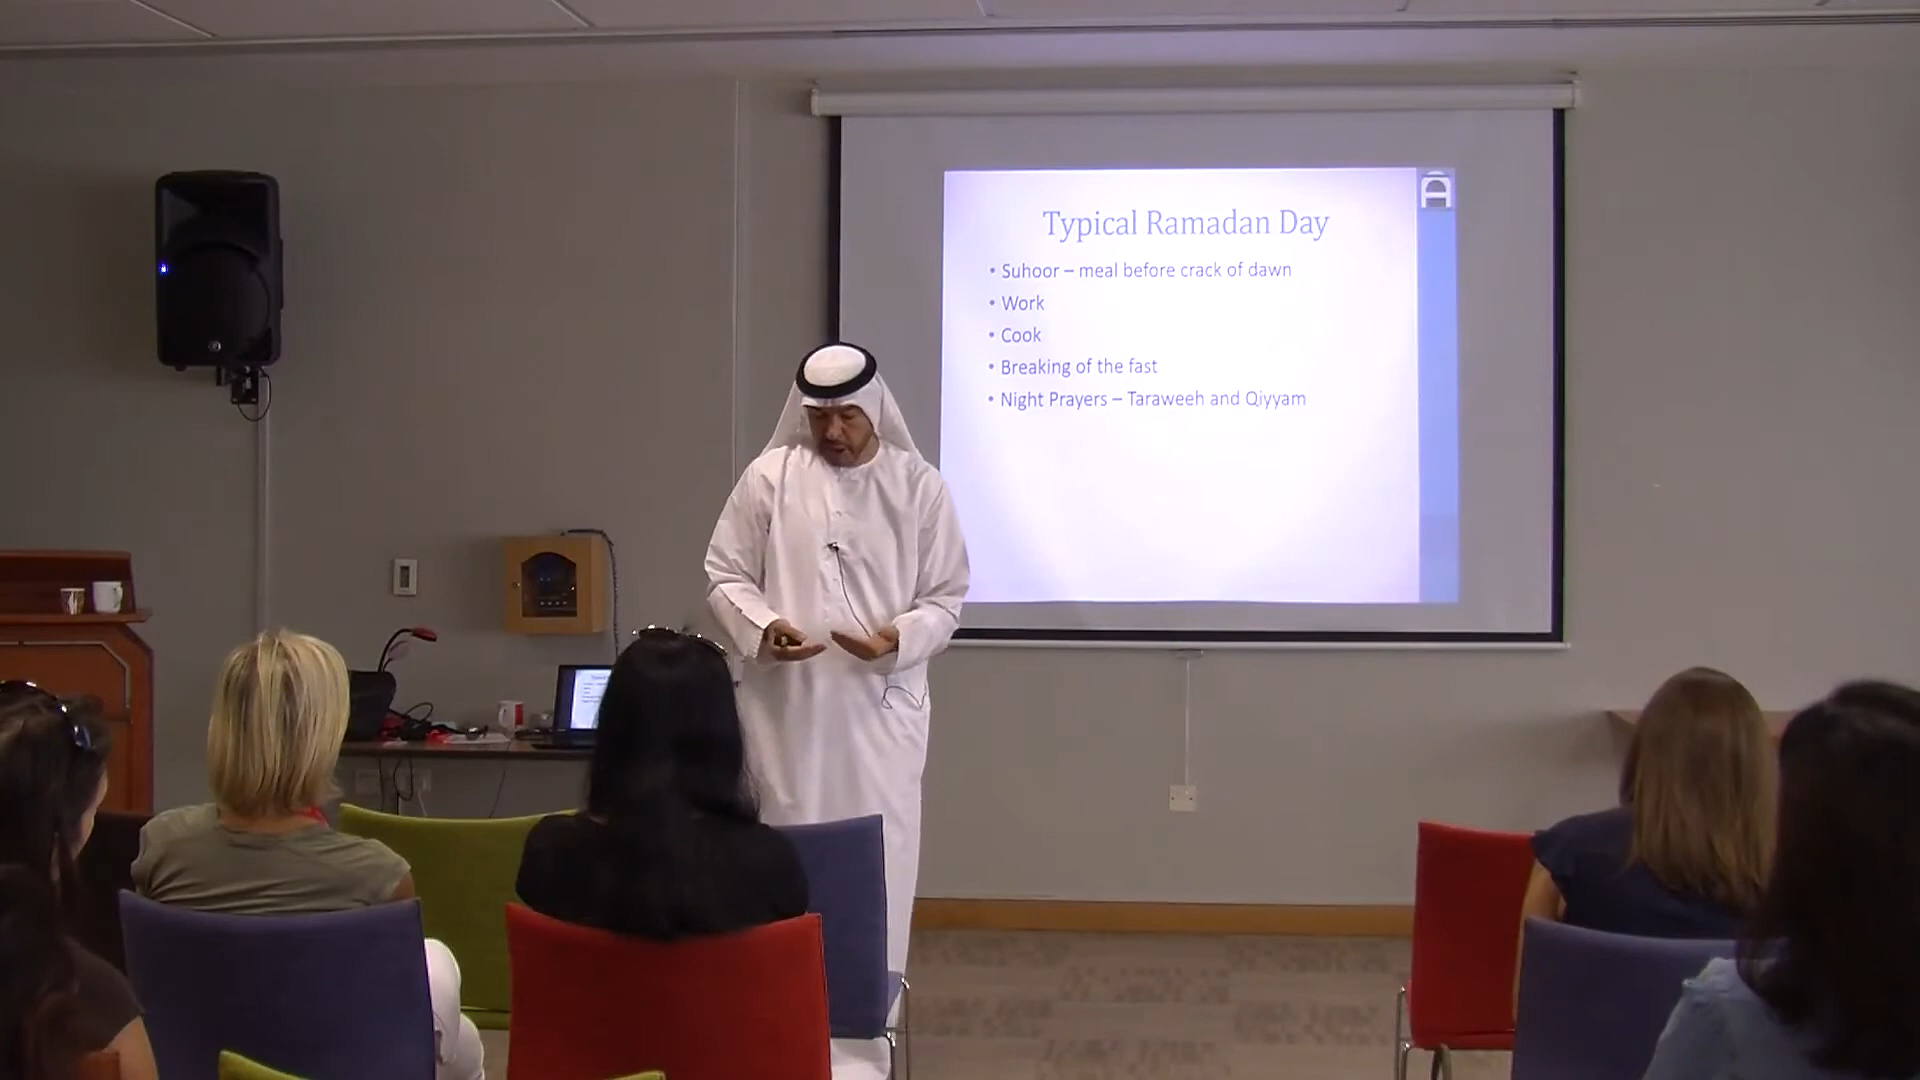 Typical Ramadan Day
• Suhoor – meal before crack of dawn
• Work
• Cook
• Breaking of the fast
• Night Prayers – Taraweeh and Qiyyam